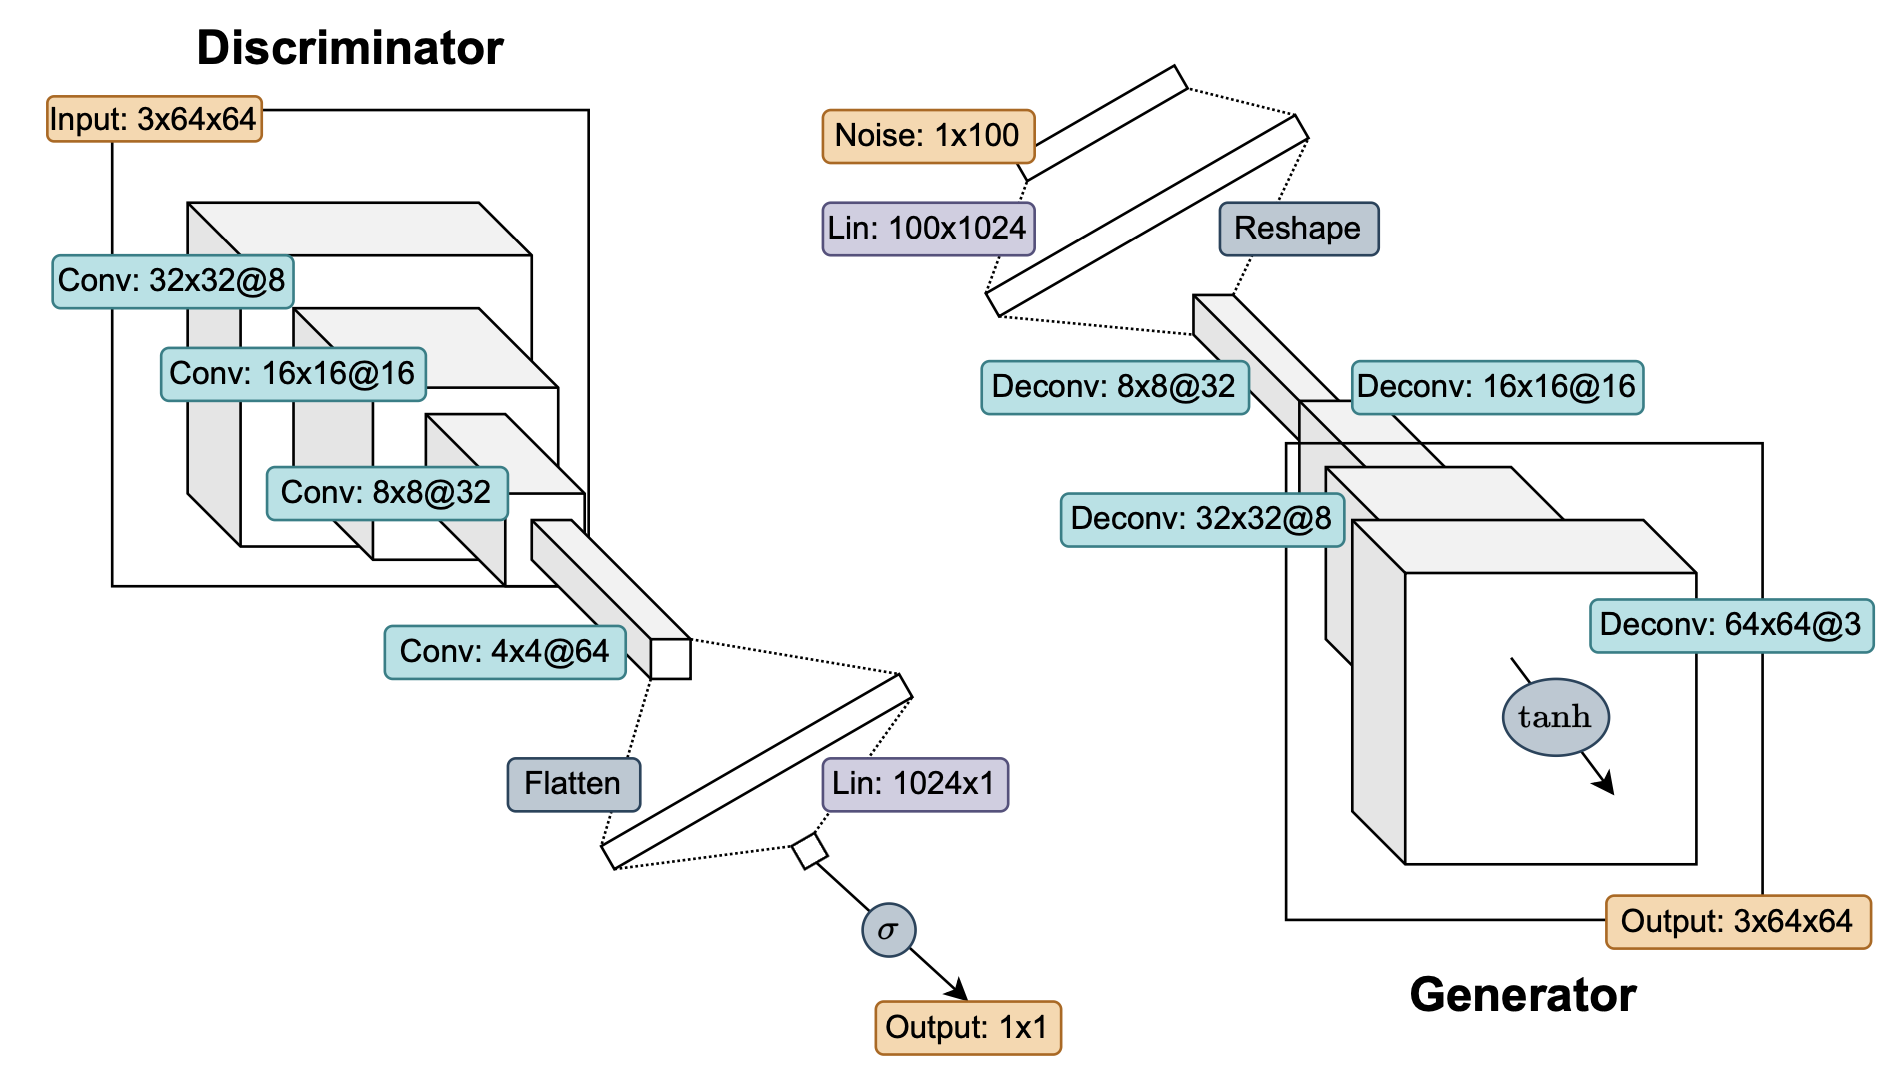 Discriminator
Input: 3x64x64
Conv: 32x32@8
Conv: 16x16@16
Conv: 8x8@32
Conv: 4x4@64
Flatten
Lin: 1024x1
σ
Output: 1x1
Noise: 1x100
Lin: 100x1024
Reshape
Deconv: 8x8@32
Deconv: 16x16@16
Deconv: 32x32@8
Deconv: 64x64@3
tanh
Output: 3x64x64
Generator